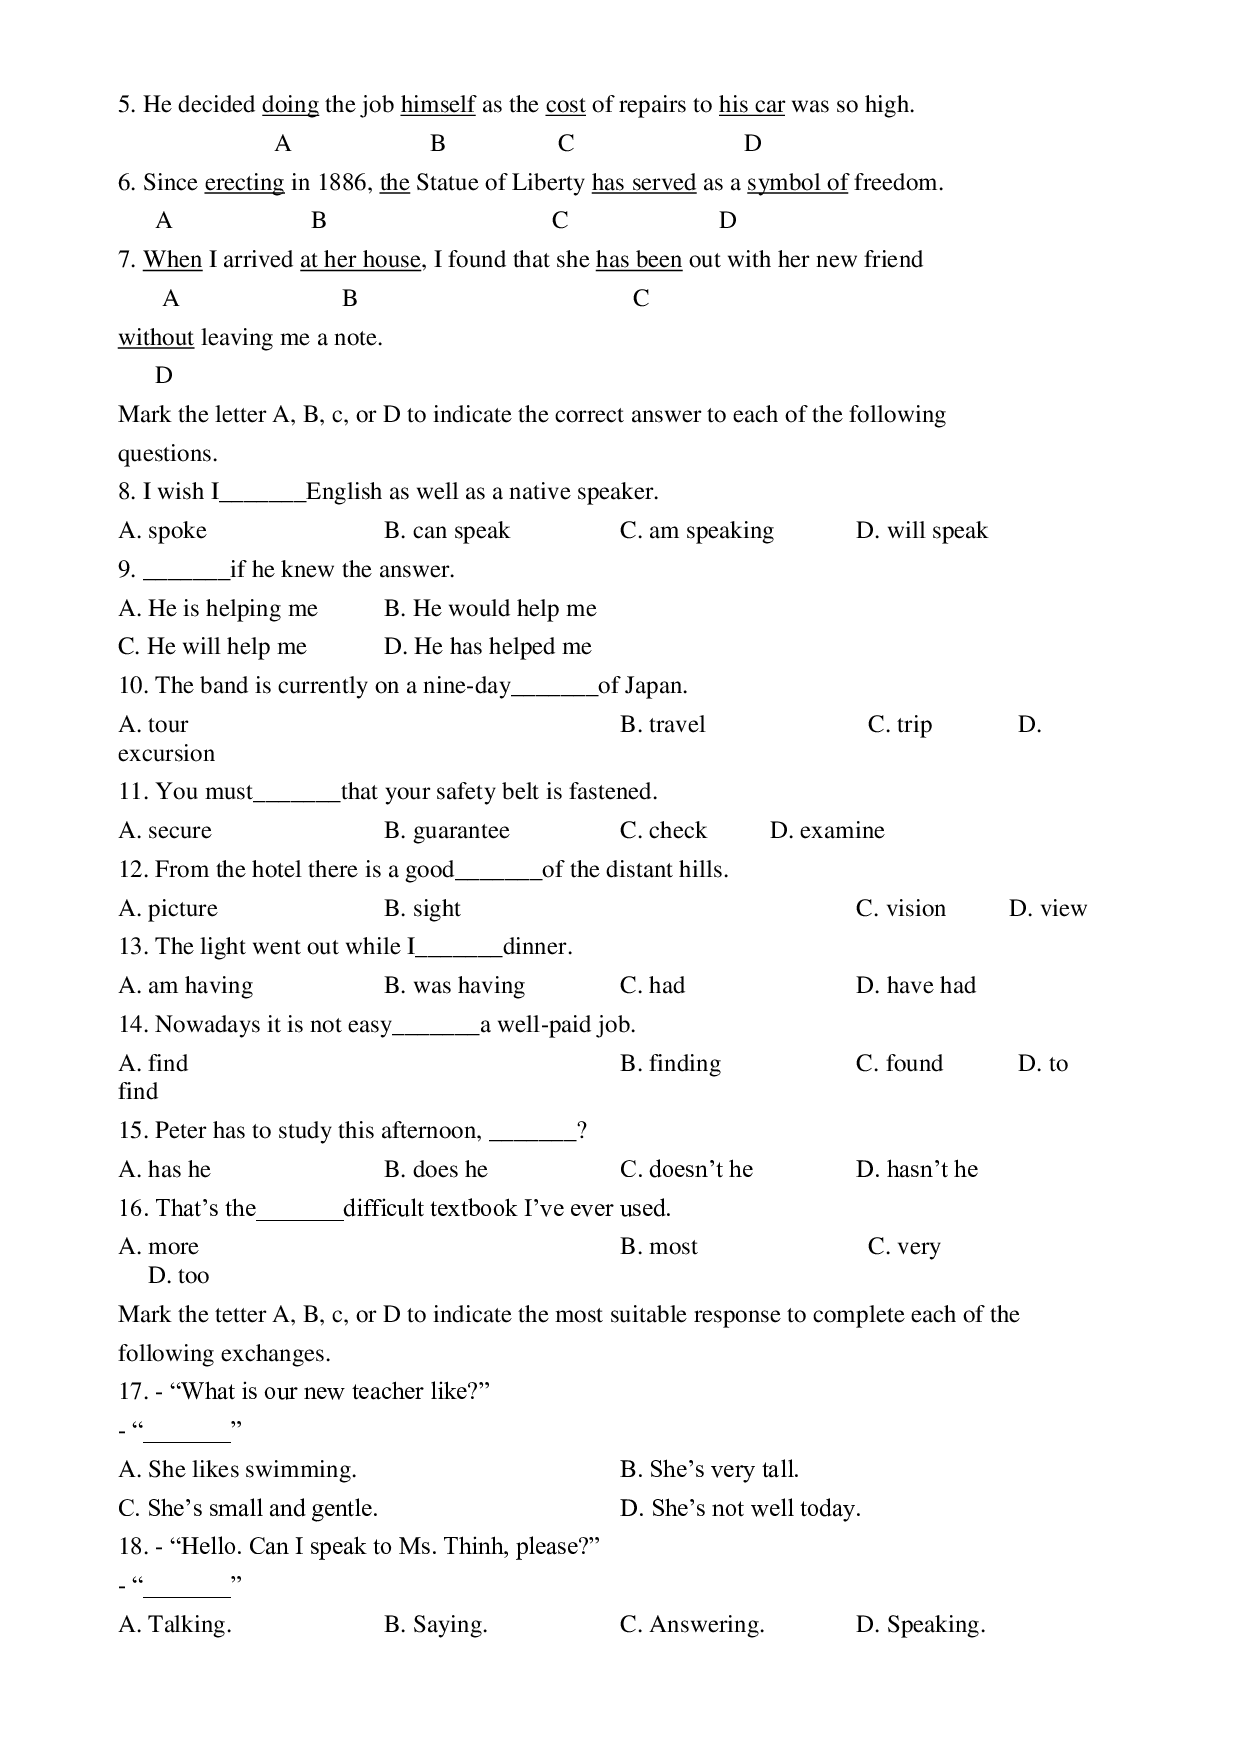 5. He decided doing the job himself as the cost of repairs to his car was so high.
A B C D
6. Since erecting in 1886, the Statue of Liberty has served as a symbol of freedom.
A B C D
7. When I arrived at her house, I found that she has been out with her new friend
A B C
without leaving me a note.
D
Mark the letter A, B, c, or D to indicate the correct answer to each of the following
questions.
8. I wish I_______English as well as a native speaker.
A. spoke B. can speak C. am speaking D. will speak
9. _______if he knew the answer.
A. He is helping me B. He would help me
C. He will help me D. He has helped me
10. The band is currently on a nine-day_______of Japan.
A. tour B. travel C. trip D.
excursion
11. You must_______that your safety belt is fastened.
A. secure B. guarantee C. check D. examine
12. From the hotel there is a good_______of the distant hills.
A. picture B. sight C. vision D. view
13. The light went out while I_______dinner.
A. am having B. was having C. had D. have had
14. Nowadays it is not easy_______a well-paid job.
A. find B. finding C. found D. to
find
15. Peter has to study this afternoon, _______?
A. has he B. does he C. doesn’t he D. hasn’t he
16. That’s the_______difficult textbook I’ve ever used.
A. more B. most C. very
D. too
Mark the tetter A, B, c, or D to indicate the most suitable response to complete each of the
following exchanges.
17. - “What is our new teacher like?”
- “_______”
A. She likes swimming. B. She’s very tall.
C. She’s small and gentle. D. She’s not well today.
18. - “Hello. Can I speak to Ms. Thinh, please?”
- “_______”
A. Talking. B. Saying. C. Answering. D. Speaking.